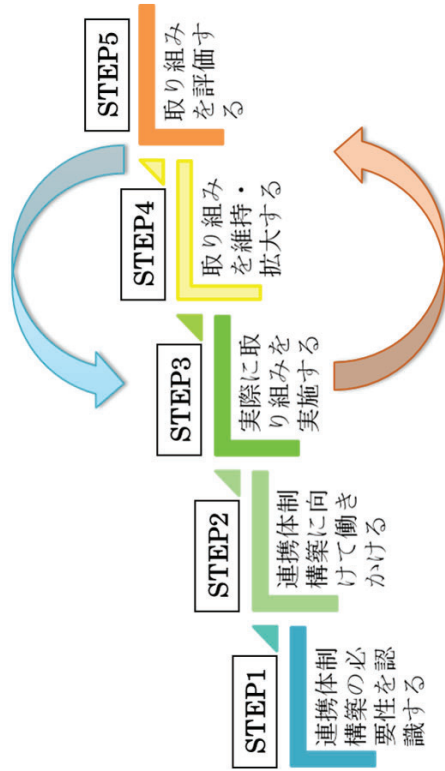 STEP1
連携体制
構築の必
要性を認
識する
STEP2
連携体制
構築に向
けて働き
かける
STEP3
実際に取
り組みを
実施する
STEP4
取り組み
を維持・
拡大する
STEP5
取り組み
を評価す
る